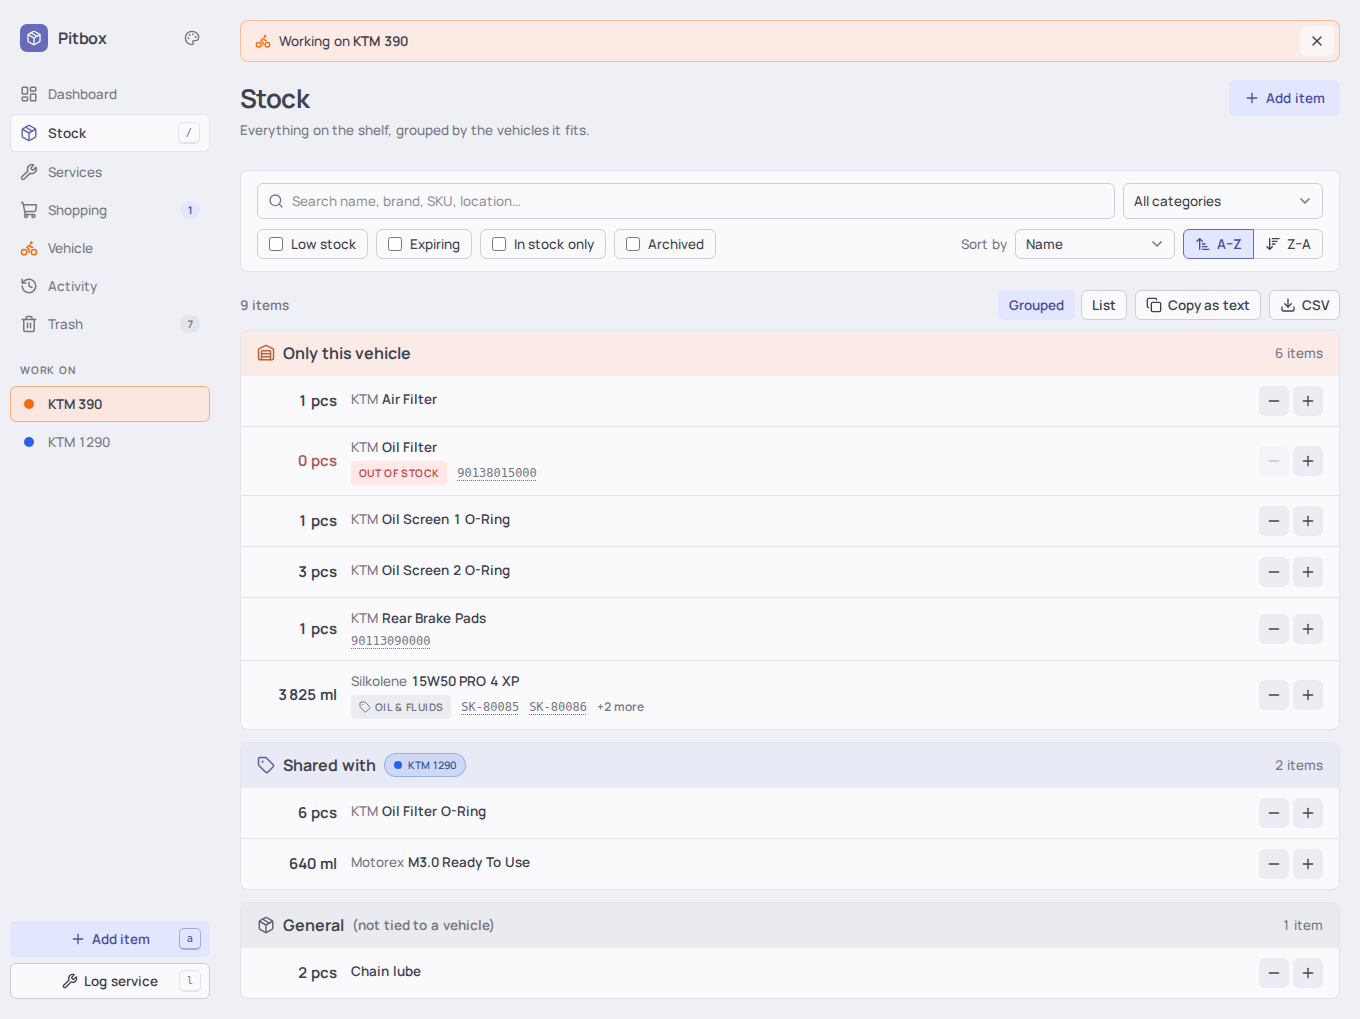 Pitbox
Dashboard
Stock /
Services
Shopping 1
Vehicle
Activity
Trash 7
WORK ON
KTM 390
KTM 1290
Add item a
Log service l
Working on KTM 390
Stock
Add item
Everything on the shelf, grouped by the vehicles it fits.
Search name, brand, SKU, location…
All categories
Low stock Expiring In stock only Archived
Sort by Name A–Z Z–A
9 items
Grouped List Copy as text CSV
Only this vehicle 6 items
1 pcs KTM Air Filter
0 pcs KTM Oil Filter
OUT OF STOCK 90138015000
1 pcs KTM Oil Screen 1 O-Ring
3 pcs KTM Oil Screen 2 O-Ring
1 pcs KTM Rear Brake Pads
90113090000
3 825 ml Silkolene 15W50 PRO 4 XP
OIL & FLUIDS SK-80085 SK-80086 +2 more
Shared with KTM 1290 2 items
6 pcs KTM Oil Filter O-Ring
640 ml Motorex M3.0 Ready To Use
General (not tied to a vehicle) 1 item
2 pcs Chain lube